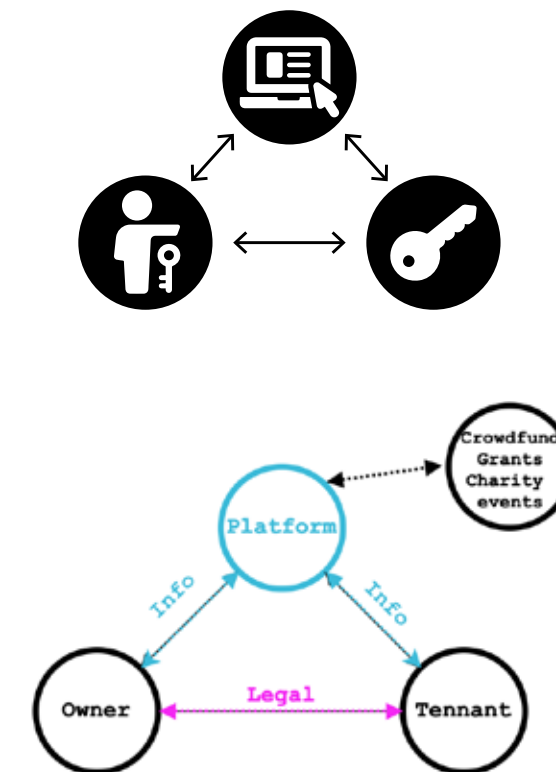 Crowdfund
Grants
Charity
events
Platform
Info
Info
Legal
Owner
Tennant